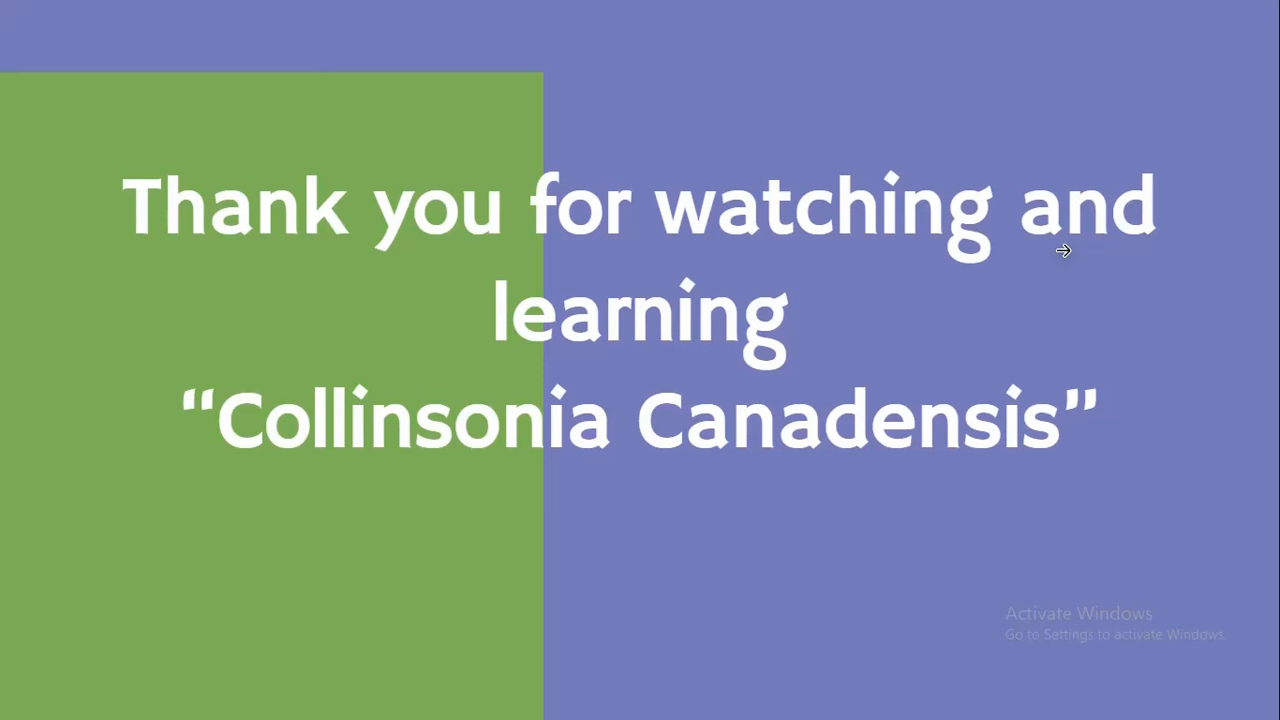 Thank you for watching and
learning
“Collinsonia Canadensis”
Activate Windows
Go to Settings to activate Windows.